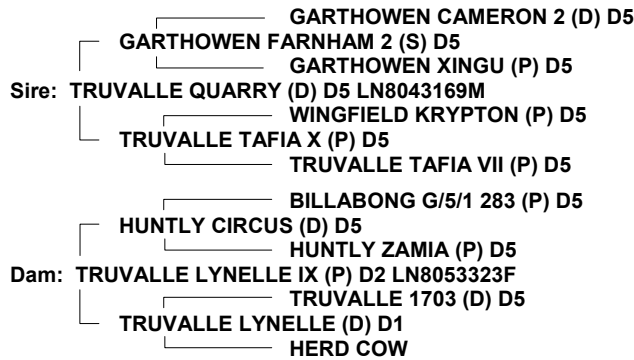 GARTHOWEN CAMERON 2 (D) D5
GARTHOWEN FARNHAM 2 (S) D5
GARTHOWEN XINGU (P) D5
Sire: TRUVALLE QUARRY (D) D5 LN8043169M
WINGFIELD KRYPTON (P) D5
TRUVALLE TAFIA X (P) D5
TRUVALLE TAFIA VII (P) D5
BILLABONG G/5/1 283 (P) D5
HUNTLY CIRCUS (D) D5
HUNTLY ZAMIA (P) D5
Dam: TRUVALLE LYNELLE IX (P) D2 LN8053323F
TRUVALLE 1703 (D) D5
TRUVALLE LYNELLE (D) D1
HERD COW